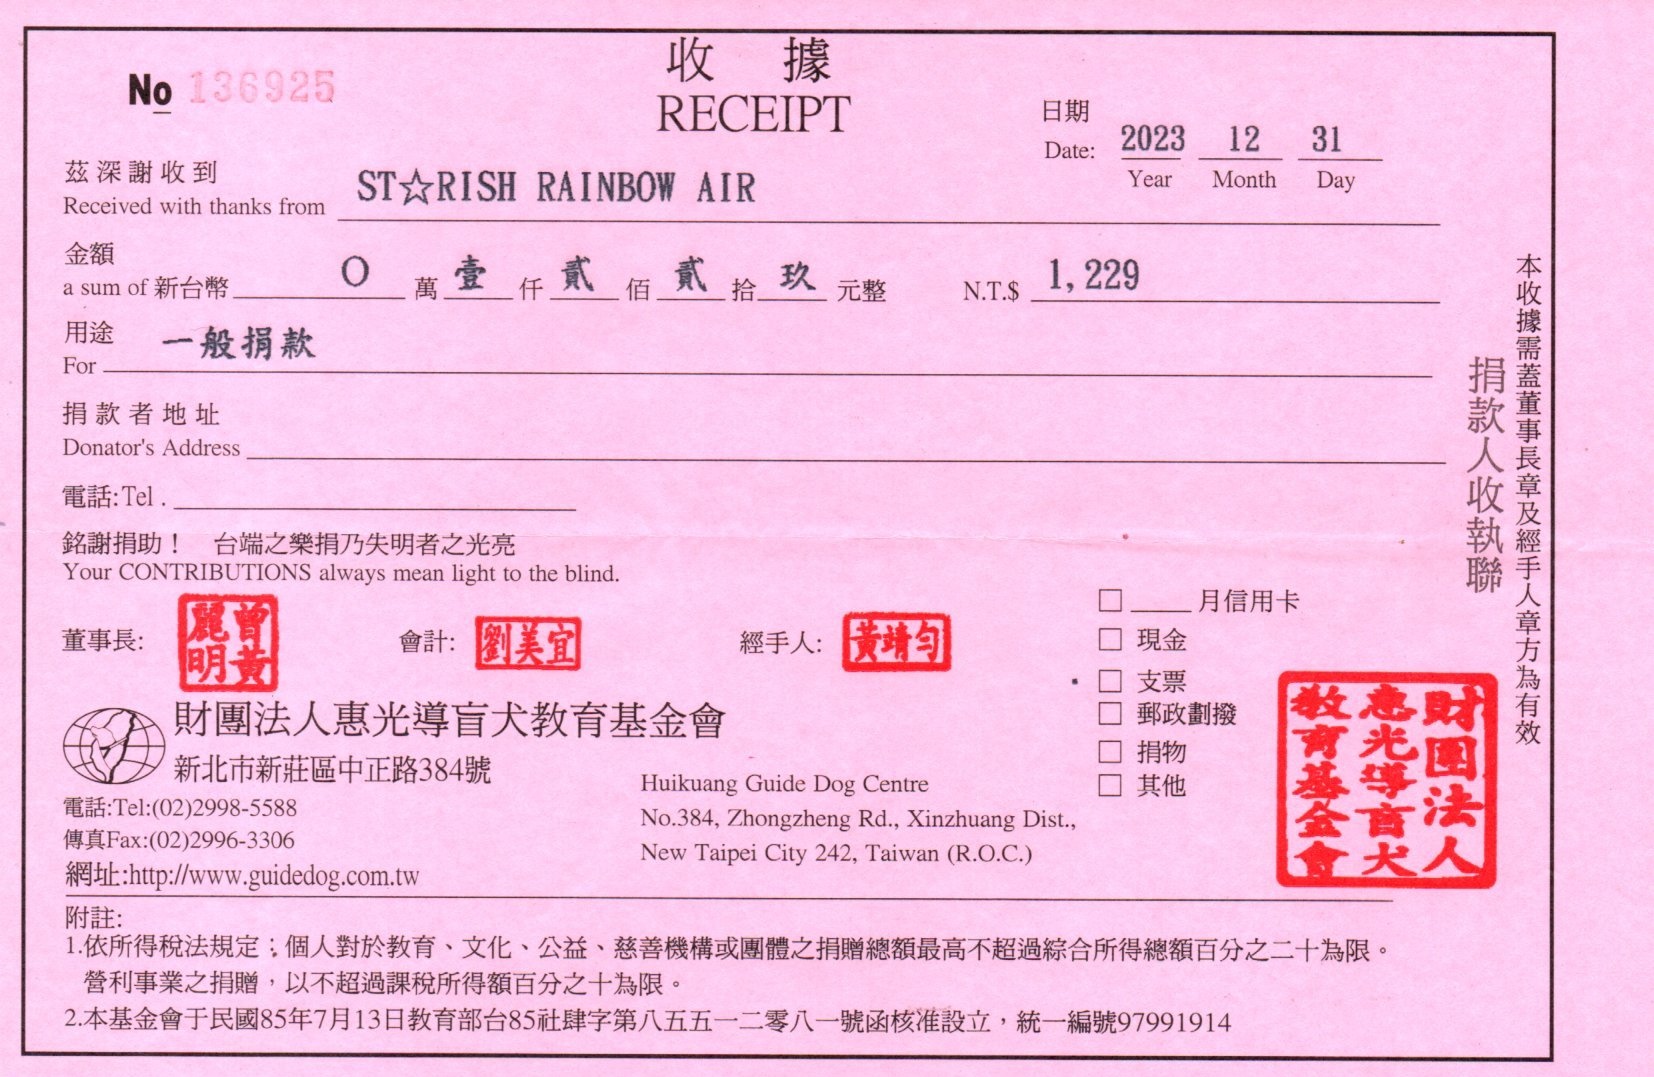 收據
RECEIPT
No 136925
日期
Date: 2023 12 31
Year Month Day
茲深謝收到
Received with thanks from ST☆RISH RAINBOW AIR
金額
a sum of 新台幣 O 萬 壹 仟 貳 佰 貳 拾 玖 元整 N.T.$ 1,229
用途
For 一般捐款
捐款者地址
Donator's Address
電話:Tel .
銘謝捐助! 台端之樂捐乃失明者之光亮
Your CONTRIBUTIONS always mean light to the blind.
董事長: 曾黃麗明 會計: 劉美宜 經手人: 黃靖勻
□ 月信用卡
□ 現金
□ 支票
□ 郵政劃撥
□ 捐物
□ 其他
財團法人惠光導盲犬教育基金會
新北市新莊區中正路384號
電話:Tel:(02)2998-5588
傳真Fax:(02)2996-3306
網址:http://www.guidedog.com.tw
Huikuang Guide Dog Centre
No.384, Zhongzheng Rd., Xinzhuang Dist.,
New Taipei City 242, Taiwan (R.O.C.)
財團法人
惠光導盲犬
教育基金會
本收據需蓋董事長章及經手人章方為有效
捐款人收執聯
附註:
1.依所得稅法規定;個人對於教育、文化、公益、慈善機構或團體之捐贈總額最高不超過綜合所得總額百分之二十為限。
營利事業之捐贈,以不超過課稅所得額百分之十為限。
2.本基金會于民國85年7月13日教育部台85社肆字第八五五一二零八一號函核准設立,統一編號97991914